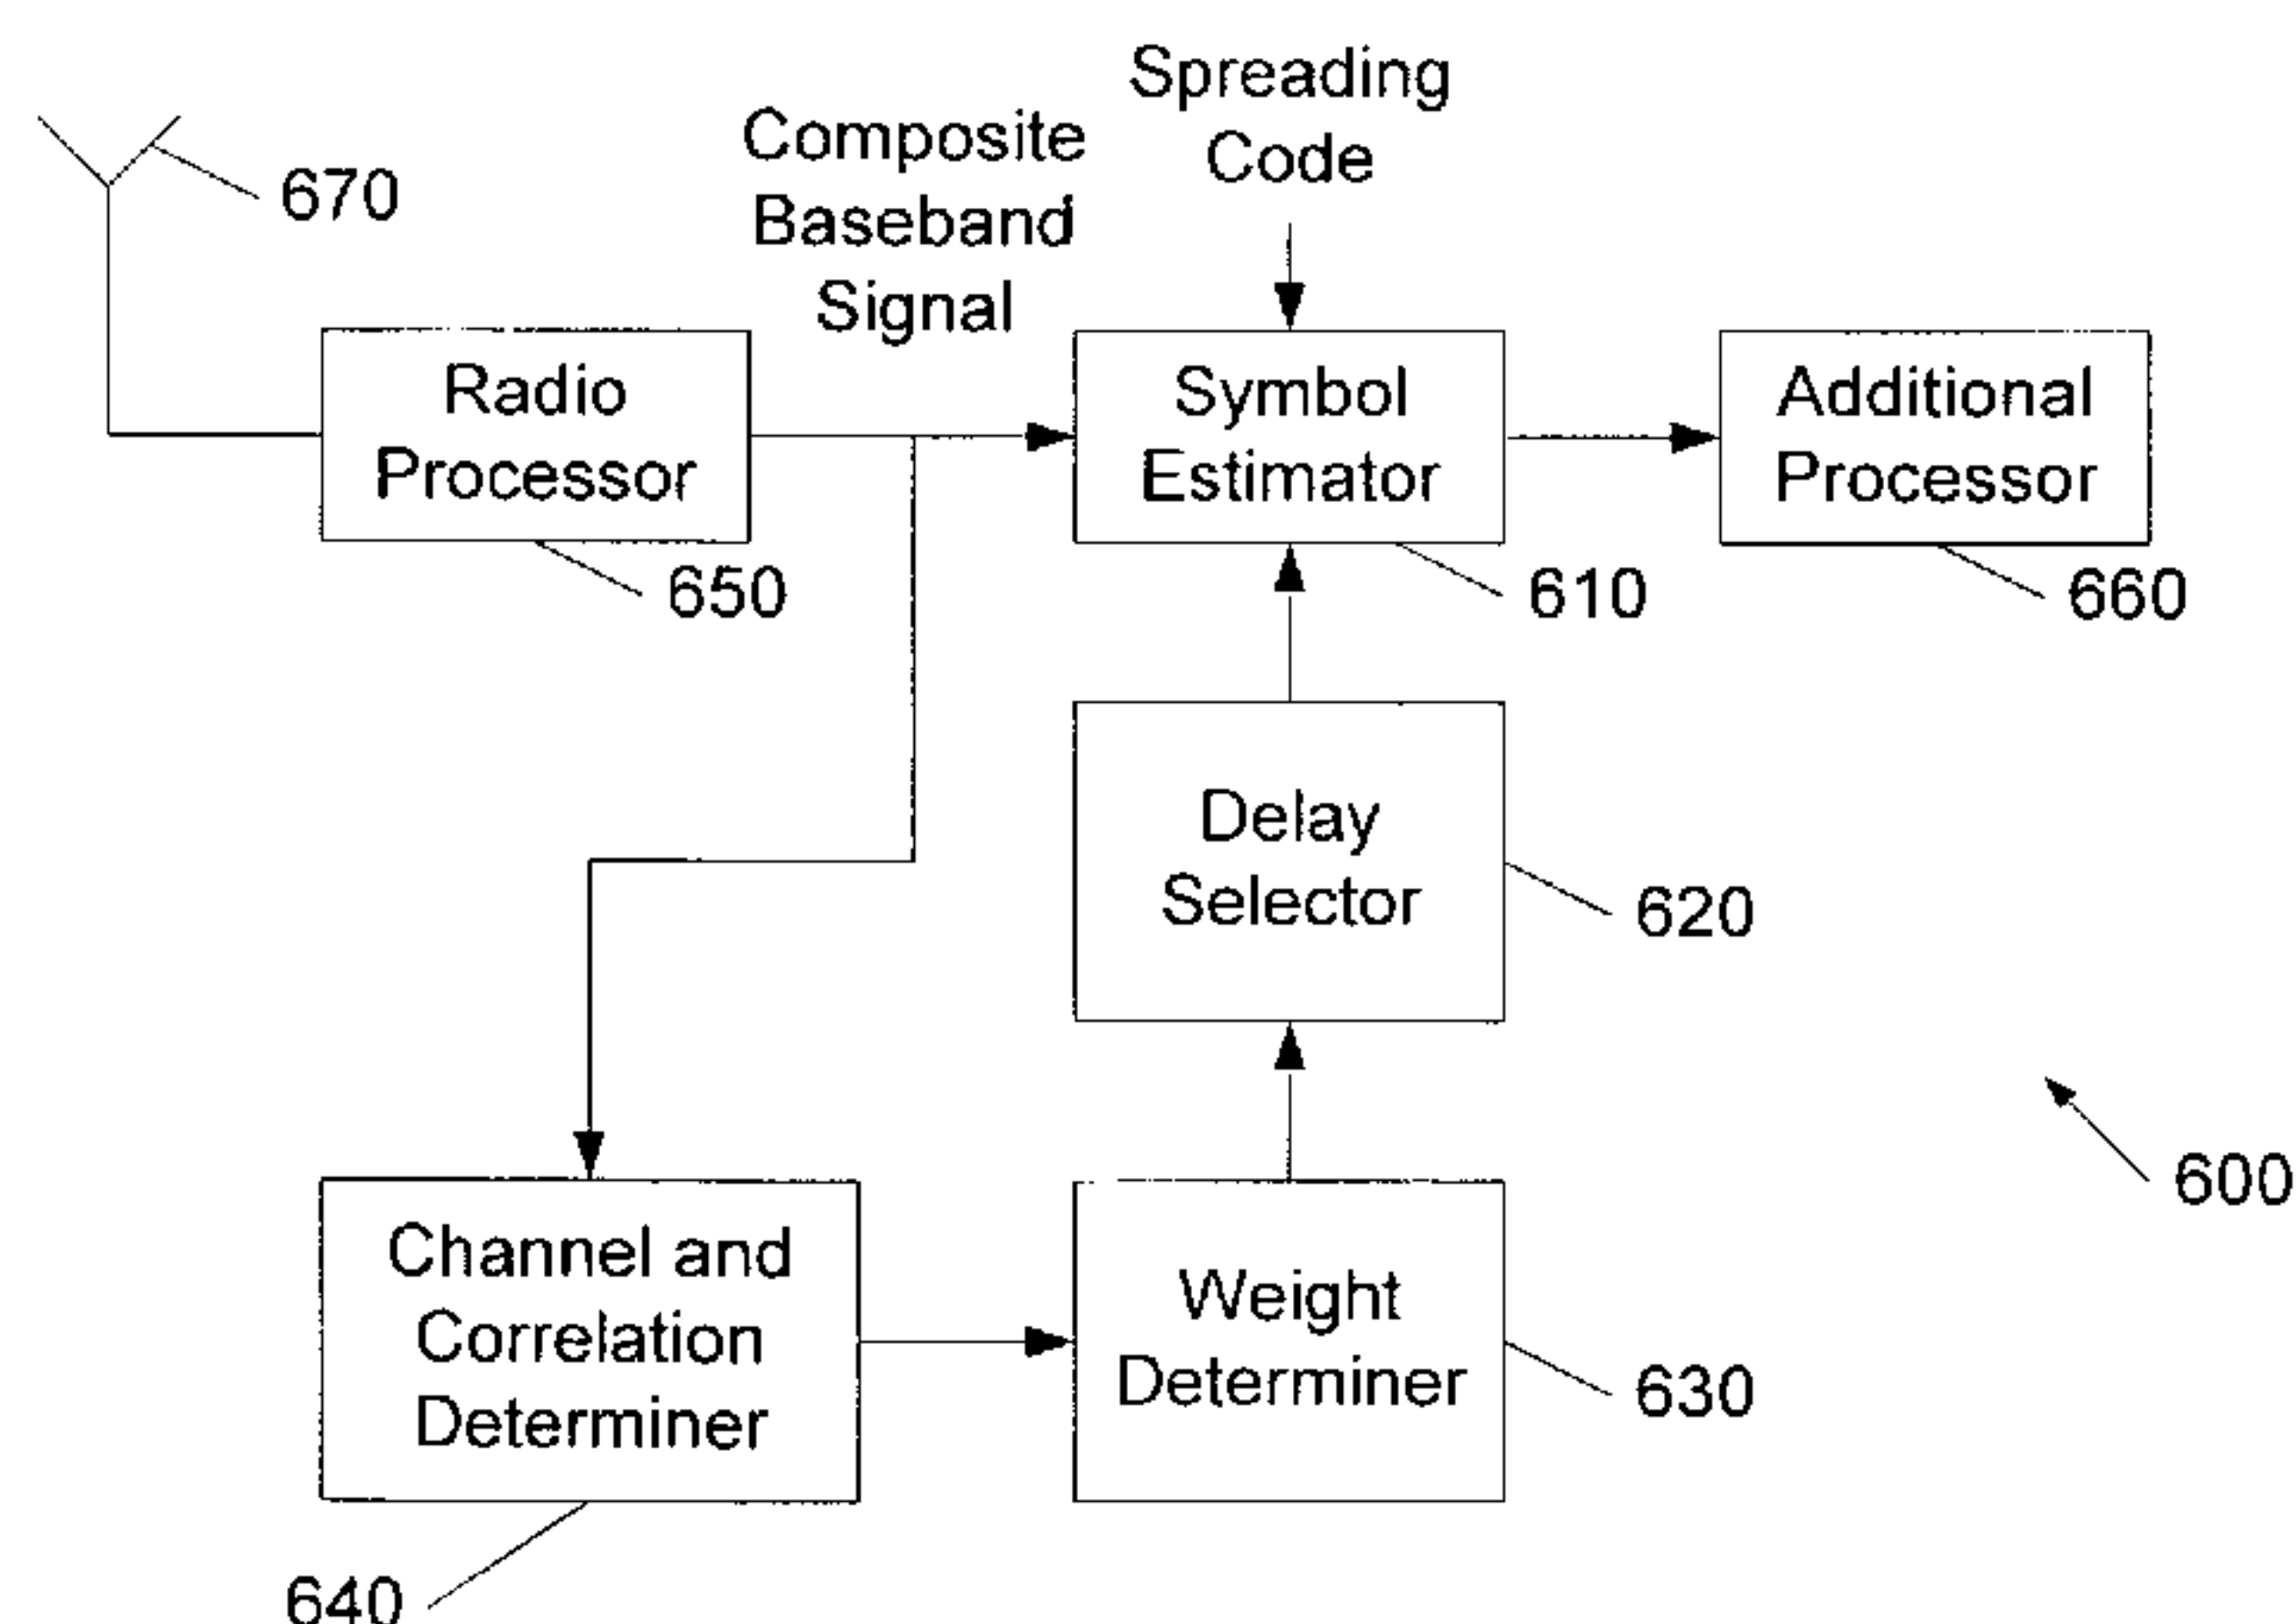 Spreading
Code
Composite
Baseband
Signal
670
Radio
Processor
650
Symbol
Estimator
610
Additional
Processor
660
Delay
Selector
620
600
Channel and
Correlation
Determiner
640
Weight
Determiner
630